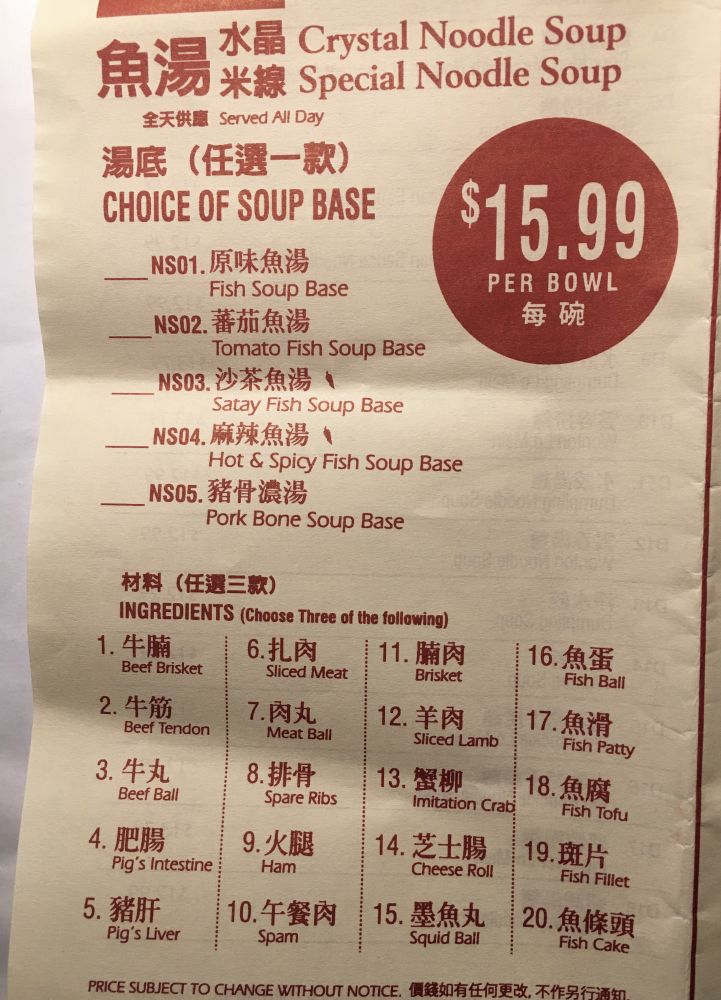 魚湯 水晶 Crystal Noodle Soup
米線 Special Noodle Soup
全天供應 Served All Day
湯底（任選一款）
CHOICE OF SOUP BASE
$15.99
PER BOWL
每碗
NS01. 原味魚湯
Fish Soup Base
NS02. 蕃茄魚湯
Tomato Fish Soup Base
NS03. 沙茶魚湯
Satay Fish Soup Base
NS04. 麻辣魚湯
Hot & Spicy Fish Soup Base
NS05. 豬骨濃湯
Pork Bone Soup Base
材料（任選三款）
INGREDIENTS (Choose Three of the following)
1. 牛腩
Beef Brisket
2. 牛筋
Beef Tendon
3. 牛丸
Beef Ball
4. 肥腸
Pig's Intestine
5. 豬肝
Pig's Liver
6. 扎肉
Sliced Meat
7. 肉丸
Meat Ball
8. 排骨
Spare Ribs
9. 火腿
Ham
10. 午餐肉
Spam
11. 腩肉
Brisket
12. 羊肉
Sliced Lamb
13. 蟹柳
Imitation Crab
14. 芝士腸
Cheese Roll
15. 墨魚丸
Squid Ball
16. 魚蛋
Fish Ball
17. 魚滑
Fish Patty
18. 魚腐
Fish Tofu
19. 斑片
Fish Fillet
20. 魚條頭
Fish Cake
PRICE SUBJECT TO CHANGE WITHOUT NOTICE. 價錢如有任何更改, 不作另行通知.